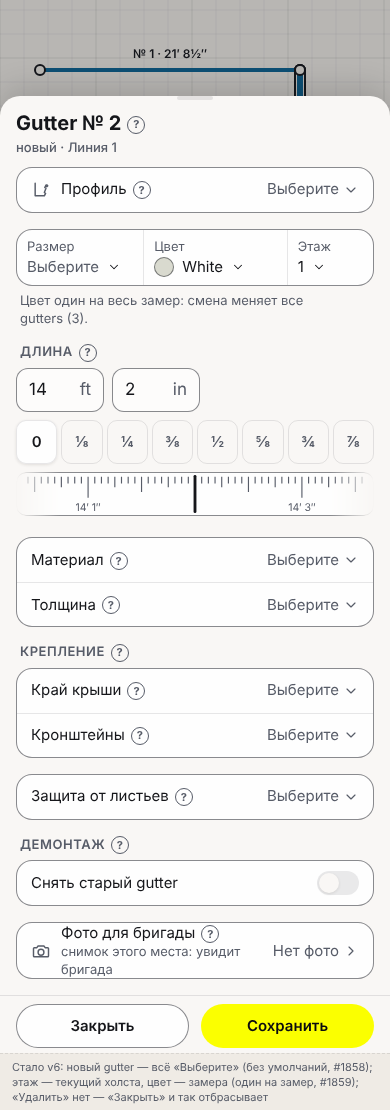 № 1 · 21′ 8½″
Gutter № 2 ?
новый · Линия 1
Профиль ? Выберите
Размер Цвет Этаж
Выберите White 1
Цвет один на весь замер: смена меняет все
gutters (3).
ДЛИНА ?
14 ft 2 in
0 ⅛ ¼ ⅜ ½ ⅝ ¾ ⅞
14′ 1″ 14′ 3″
Материал ? Выберите
Толщина ? Выберите
КРЕПЛЕНИЕ ?
Край крыши ? Выберите
Кронштейны ? Выберите
Защита от листьев ? Выберите
ДЕМОНТАЖ ?
Снять старый gutter
Фото для бригады ?
снимок этого места: увидит
бригада
Нет фото
Закрыть Сохранить
Стало v6: новый gutter — всё «Выберите» (без умолчаний, #1858);
этаж — текущий холста, цвет — замера (один на замер, #1859);
«Удалить» нет — «Закрыть» и так отбрасывает